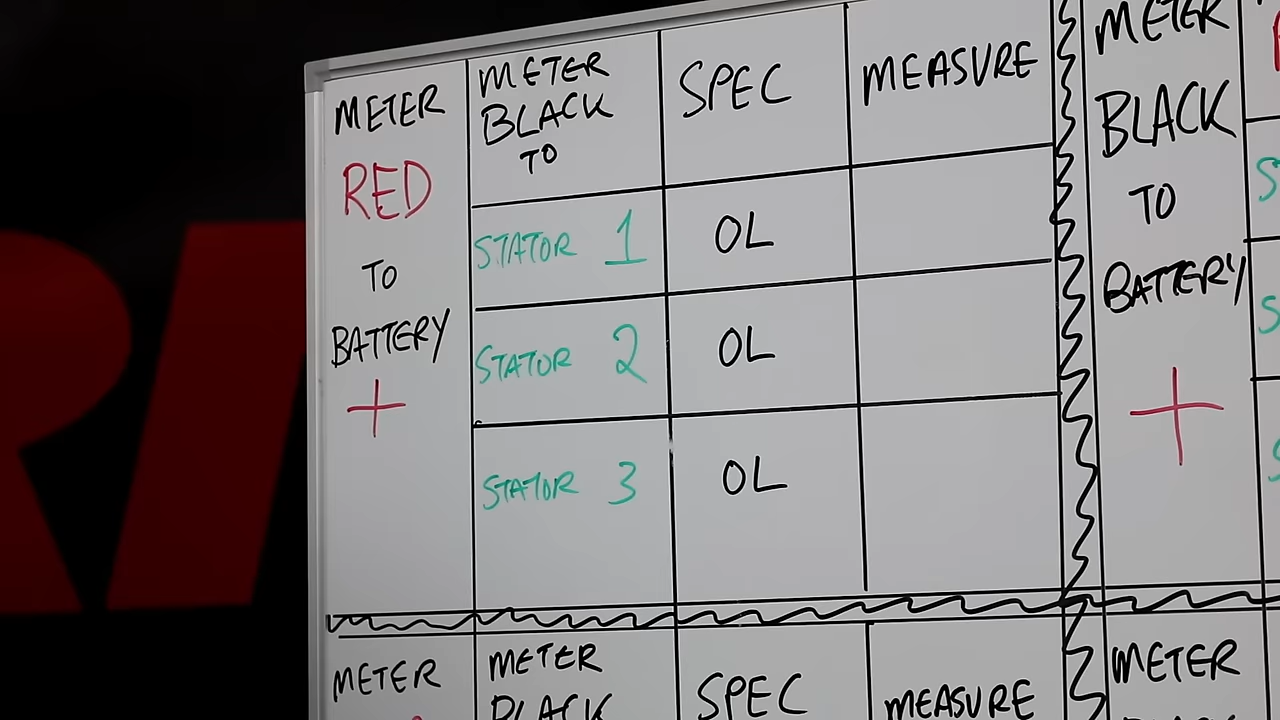 METER
RED
TO
BATTERY
+
METER
BLACK
TO
SPEC
MEASURE
STATOR 1
OL
STATOR 2
OL
STATOR 3
OL
METER
BLACK
TO
BATTERY
+
METER
METER
BLACK
SPEC
MEASURE
METER